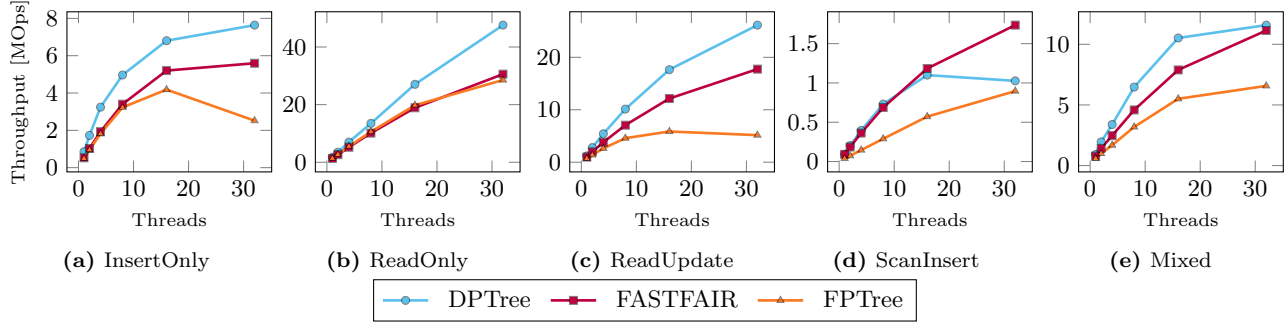 Throughput [MOps]
8
6
4
2
0
0 10 20 30
Threads
(a) InsertOnly
40
20
0
0 10 20 30
Threads
(b) ReadOnly
20
10
0
0 10 20 30
Threads
(c) ReadUpdate
1.5
1
0.5
0
0 10 20 30
Threads
(d) ScanInsert
10
5
0
0 10 20 30
Threads
(e) Mixed
DPTree FASTFAIR FPTree